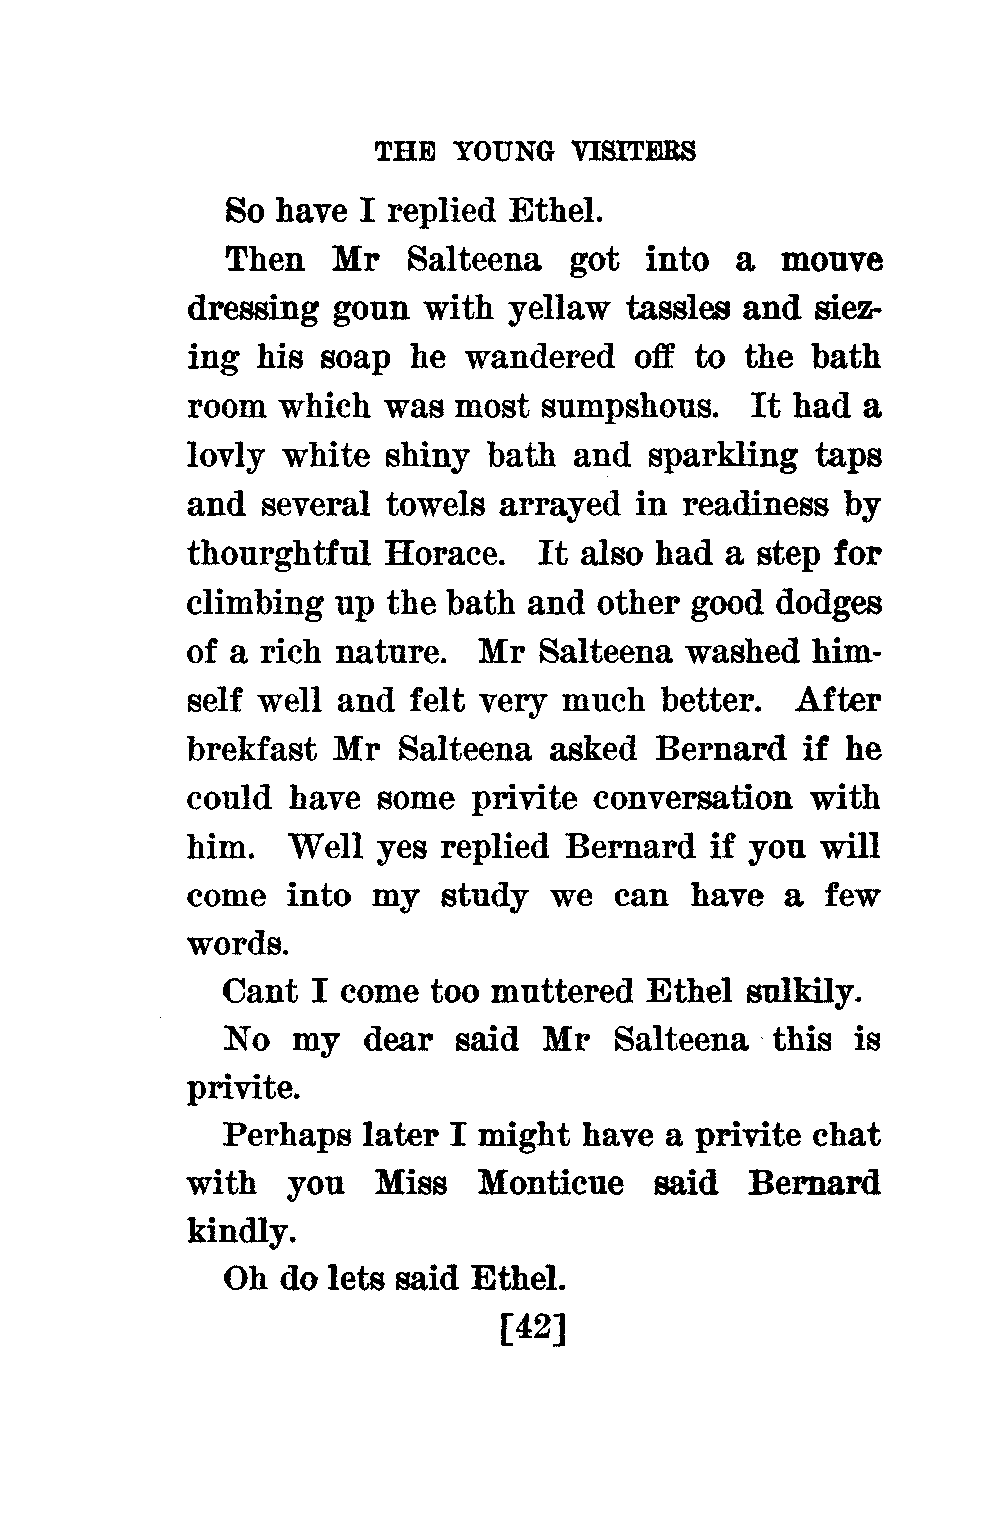 THE YOUNG VISITERS
So have I replied Ethel.
Then Mr Salteena got into a mouve
dressing goun with yellaw tassles and siez-
ing his soap he wandered off to the bath
room which was most sumpshous. It had a
lovly white shiny bath and sparkling taps
and several towels arrayed in readiness by
thourghtful Horace. It also had a step for
climbing up the bath and other good dodges
of a rich nature. Mr Salteena washed him-
self well and felt very much better. After
brekfast Mr Salteena asked Bernard if he
could have some privite conversation with
him. Well yes replied Bernard if you will
come into my study we can have a few
words.
Cant I come too muttered Ethel sulkily.
No my dear said Mr Salteena this is
privite.
Perhaps later I might have a privite chat
with you Miss Monticue said Bernard
kindly.
Oh do lets said Ethel.
[42]